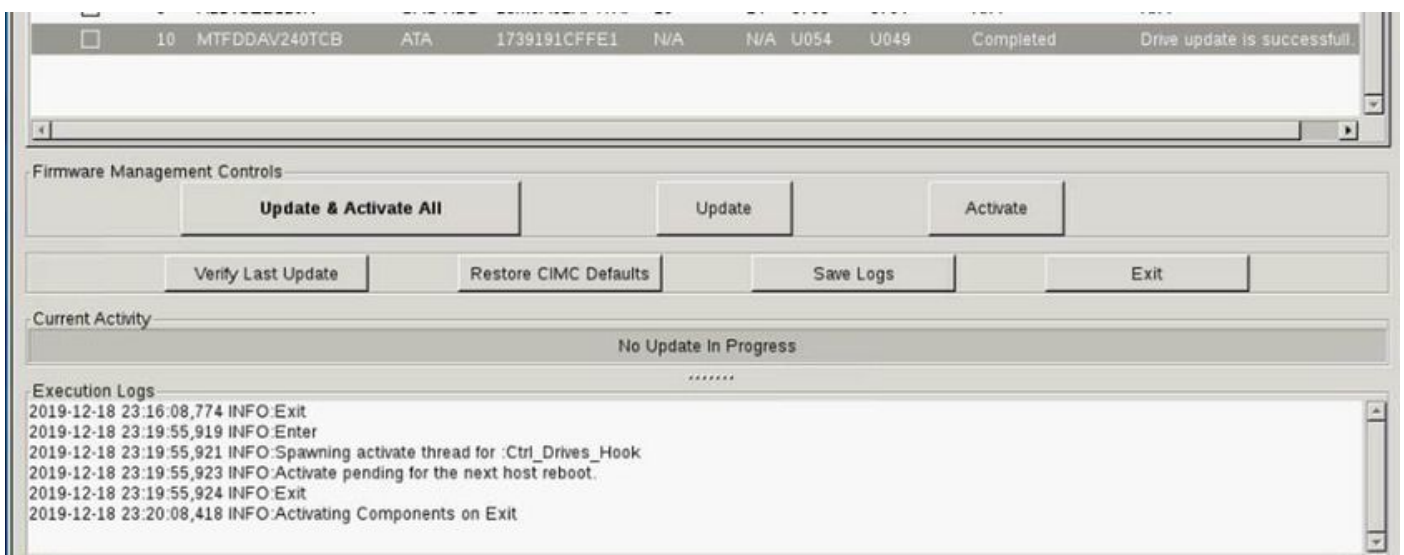 10 MTFDDAV240TCB ATA 1739191CFFE1 N/A N/A U054 U049 Completed Drive update is successfull.
Firmware Management Controls
Update & Activate All Update Activate
Verify Last Update Restore CIMC Defaults Save Logs Exit
Current Activity
No Update In Progress
Execution Logs
2019-12-18 23:16:08,774 INFO:Exit
2019-12-18 23:19:55,919 INFO:Enter
2019-12-18 23:19:55,921 INFO:Spawning activate thread for :Ctrl_Drives_Hook
2019-12-18 23:19:55,923 INFO:Activate pending for the next host reboot.
2019-12-18 23:19:55,924 INFO:Exit
2019-12-18 23:20:08,418 INFO:Activating Components on Exit